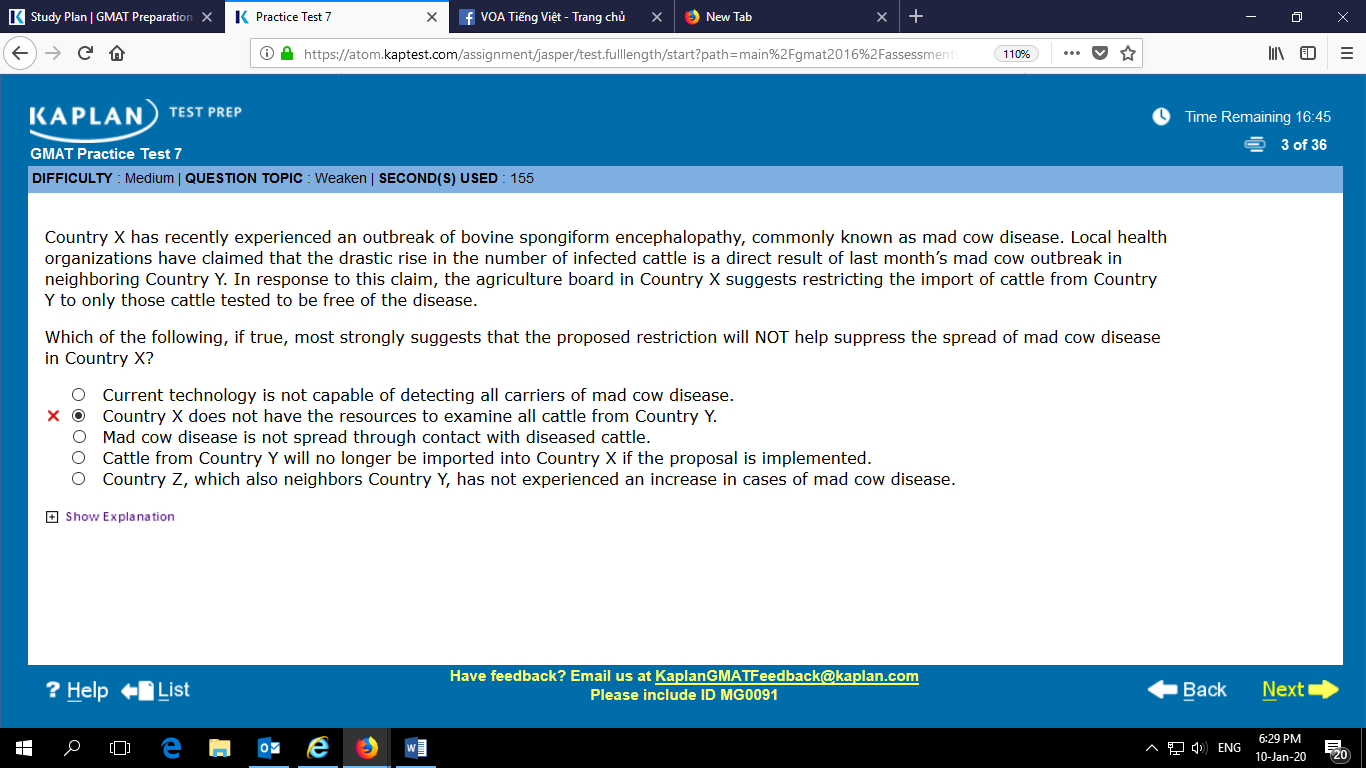 Study Plan | GMAT Preparation
Practice Test 7
VOA Tiếng Việt - Trang chủ
New Tab
https://atom.kaptest.com/assignment/jasper/test.fulllength/start?path=main%2Fgmat2016%2Fassessment
110%
KAPLAN TEST PREP
Time Remaining 16:45
GMAT Practice Test 7
3 of 36
DIFFICULTY : Medium | QUESTION TOPIC : Weaken | SECOND(S) USED : 155
Country X has recently experienced an outbreak of bovine spongiform encephalopathy, commonly known as mad cow disease. Local health
organizations have claimed that the drastic rise in the number of infected cattle is a direct result of last month's mad cow outbreak in
neighboring Country Y. In response to this claim, the agriculture board in Country X suggests restricting the import of cattle from Country
Y to only those cattle tested to be free of the disease.
Which of the following, if true, most strongly suggests that the proposed restriction will NOT help suppress the spread of mad cow disease
in Country X?
Current technology is not capable of detecting all carriers of mad cow disease.
Country X does not have the resources to examine all cattle from Country Y.
Mad cow disease is not spread through contact with diseased cattle.
Cattle from Country Y will no longer be imported into Country X if the proposal is implemented.
Country Z, which also neighbors Country Y, has not experienced an increase in cases of mad cow disease.
Show Explanation
Have feedback? Email us at KaplanGMATFeedback@kaplan.com
Please include ID MG0091
? Help List
Back Next
ENG
6:29 PM
10-Jan-20
20